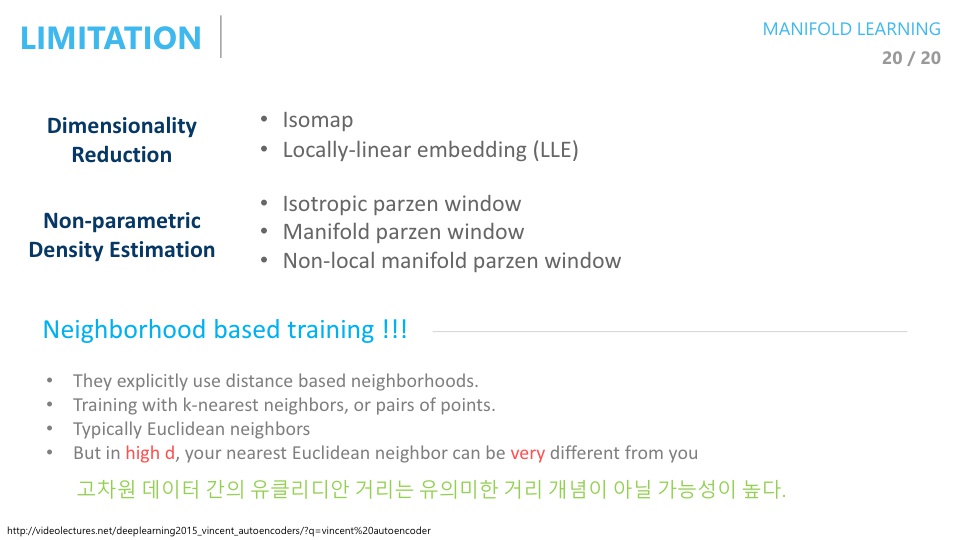 LIMITATION
MANIFOLD LEARNING
20 / 20
Dimensionality
Reduction
• Isomap
• Locally-linear embedding (LLE)
Non-parametric
Density Estimation
• Isotropic parzen window
• Manifold parzen window
• Non-local manifold parzen window
Neighborhood based training !!!
• They explicitly use distance based neighborhoods.
• Training with k-nearest neighbors, or pairs of points.
• Typically Euclidean neighbors
• But in high d, your nearest Euclidean neighbor can be very different from you
고차원 데이터 간의 유클리디안 거리는 유의미한 거리 개념이 아닐 가능성이 높다.
http://videolectures.net/deeplearning2015_vincent_autoencoders/?q=vincent%20autoencoder